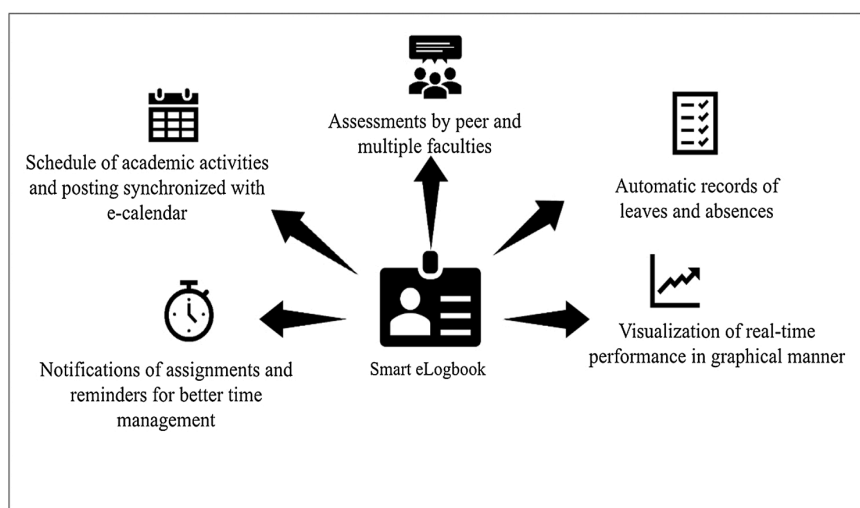 Assessments by peer and
multiple faculties
Schedule of academic activities
and posting synchronized with
e-calendar
Automatic records of
leaves and absences
Notifications of assignments and
reminders for better time
management
Smart eLogbook
Visualization of real-time
performance in graphical manner